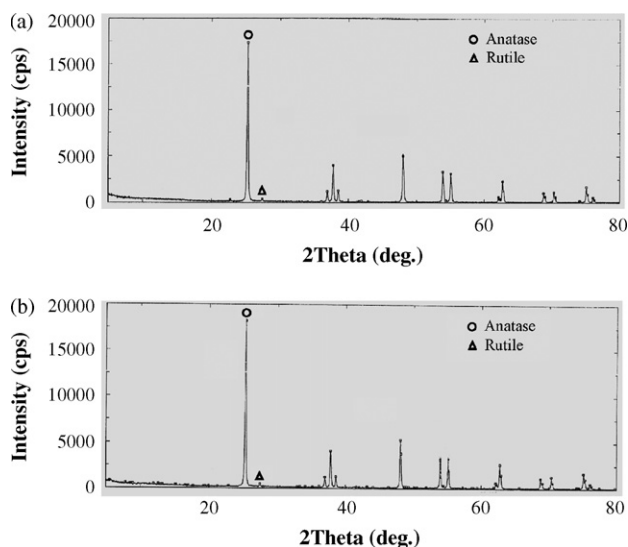 (a)
20000
15000
10000
5000
0
Intensity (cps)
Anatase
Rutile
20 40 60 80
2Theta (deg.)
(b)
20000
15000
10000
5000
0
Intensity (cps)
Anatase
Rutile
20 40 60 80
2Theta (deg.)